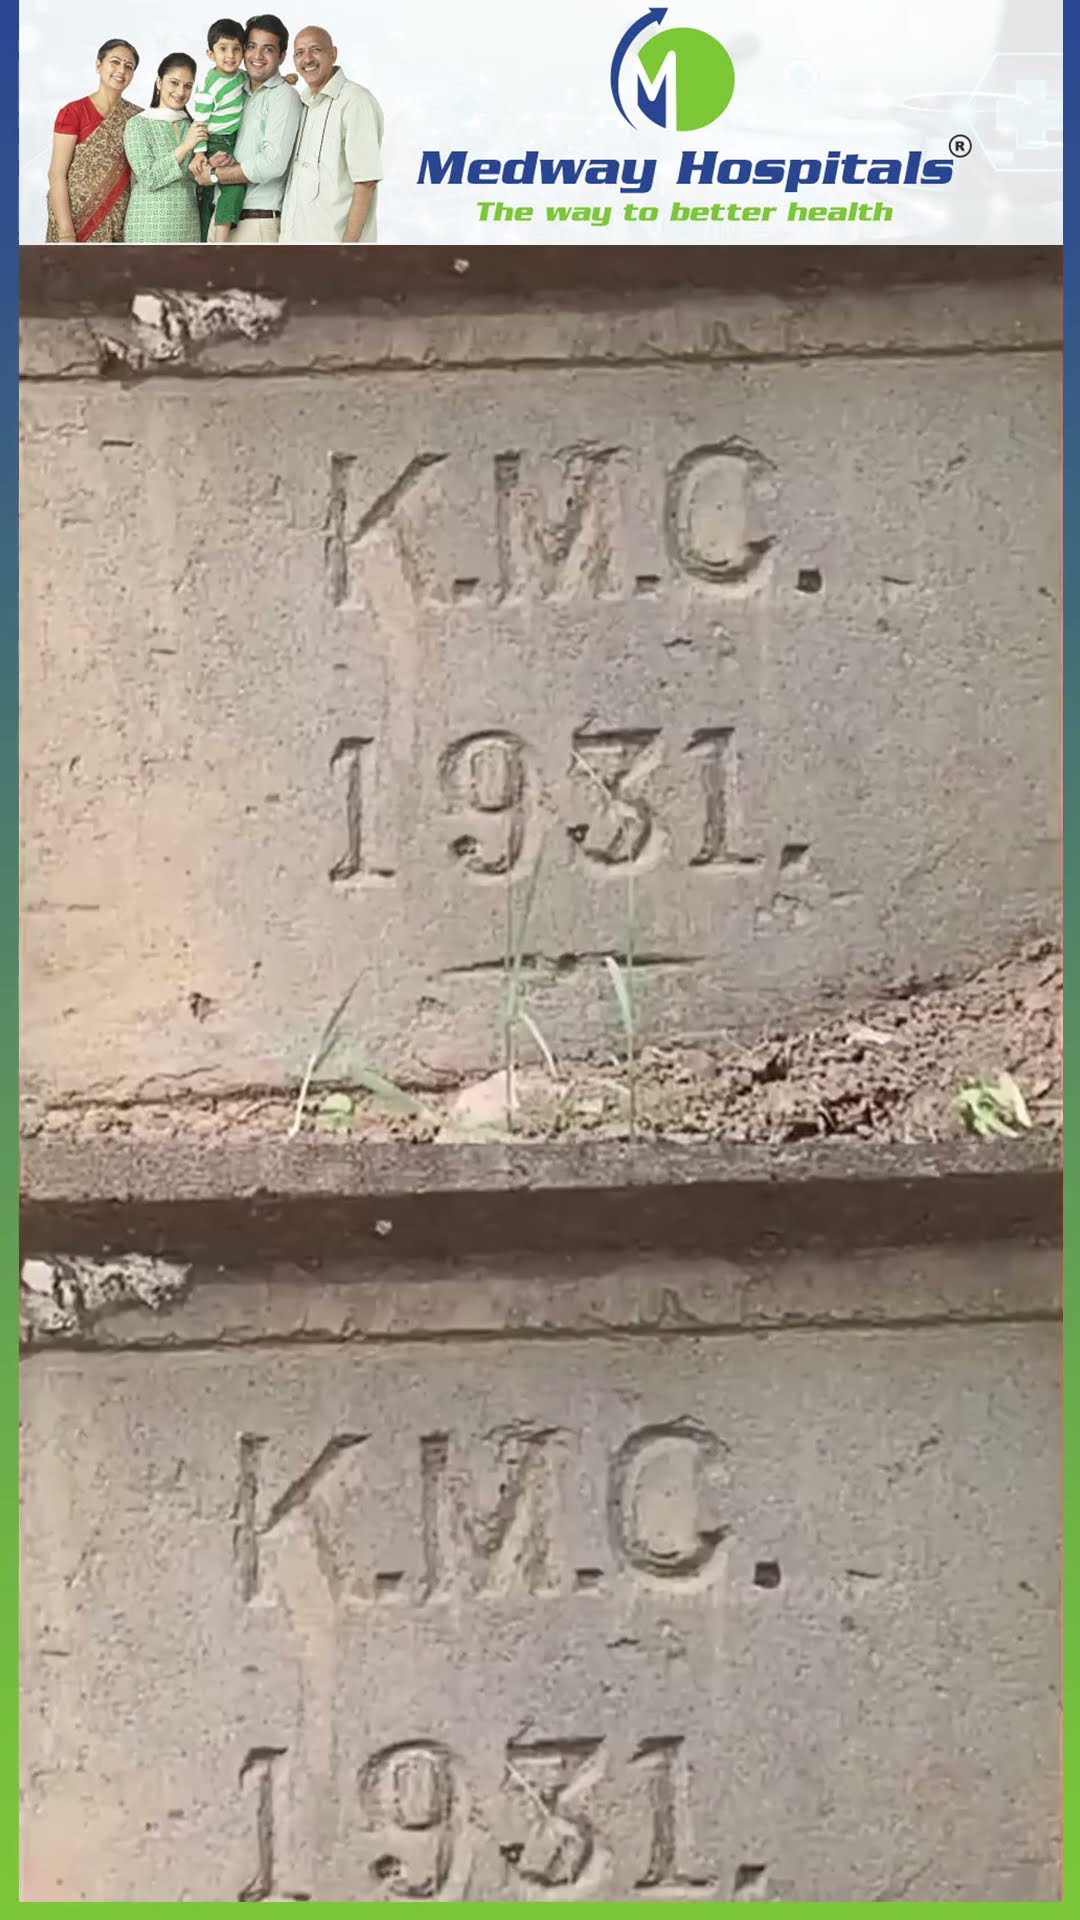 M
Medway Hospitals®
The way to better health
K.M.C.
1931.
K.M.C.
1931.